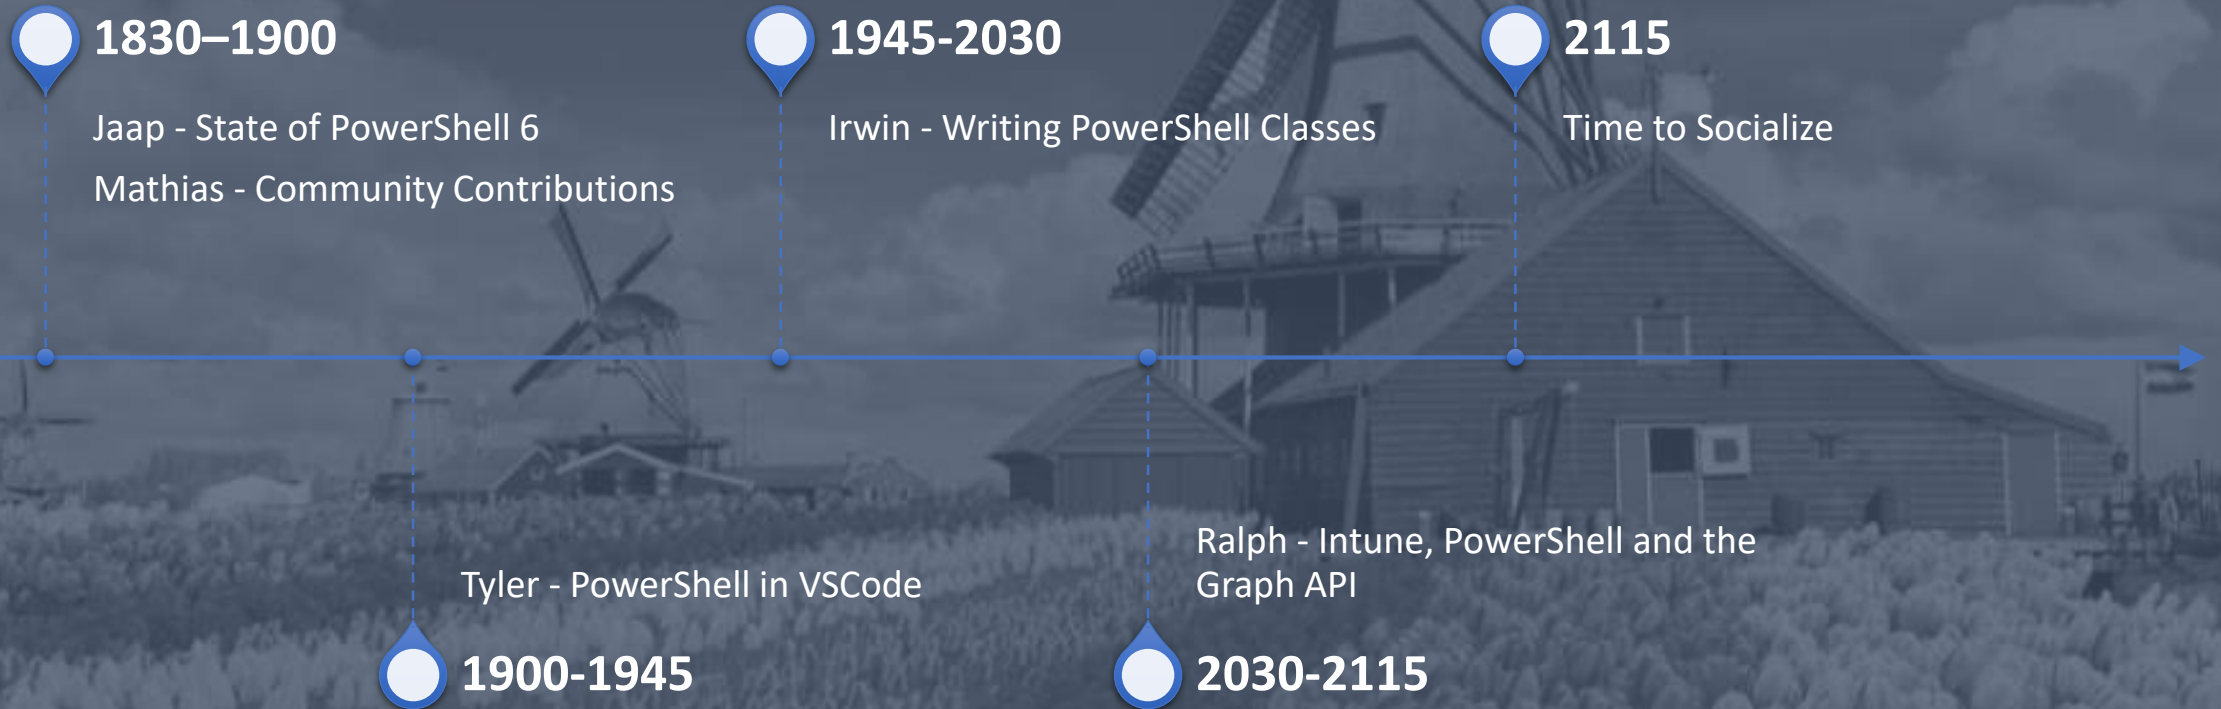 1830–1900
Jaap - State of PowerShell 6
Mathias - Community Contributions
Tyler - PowerShell in VSCode
1900-1945
1945-2030
Irwin - Writing PowerShell Classes
Ralph - Intune, PowerShell and the
Graph API
2030-2115
2115
Time to Socialize